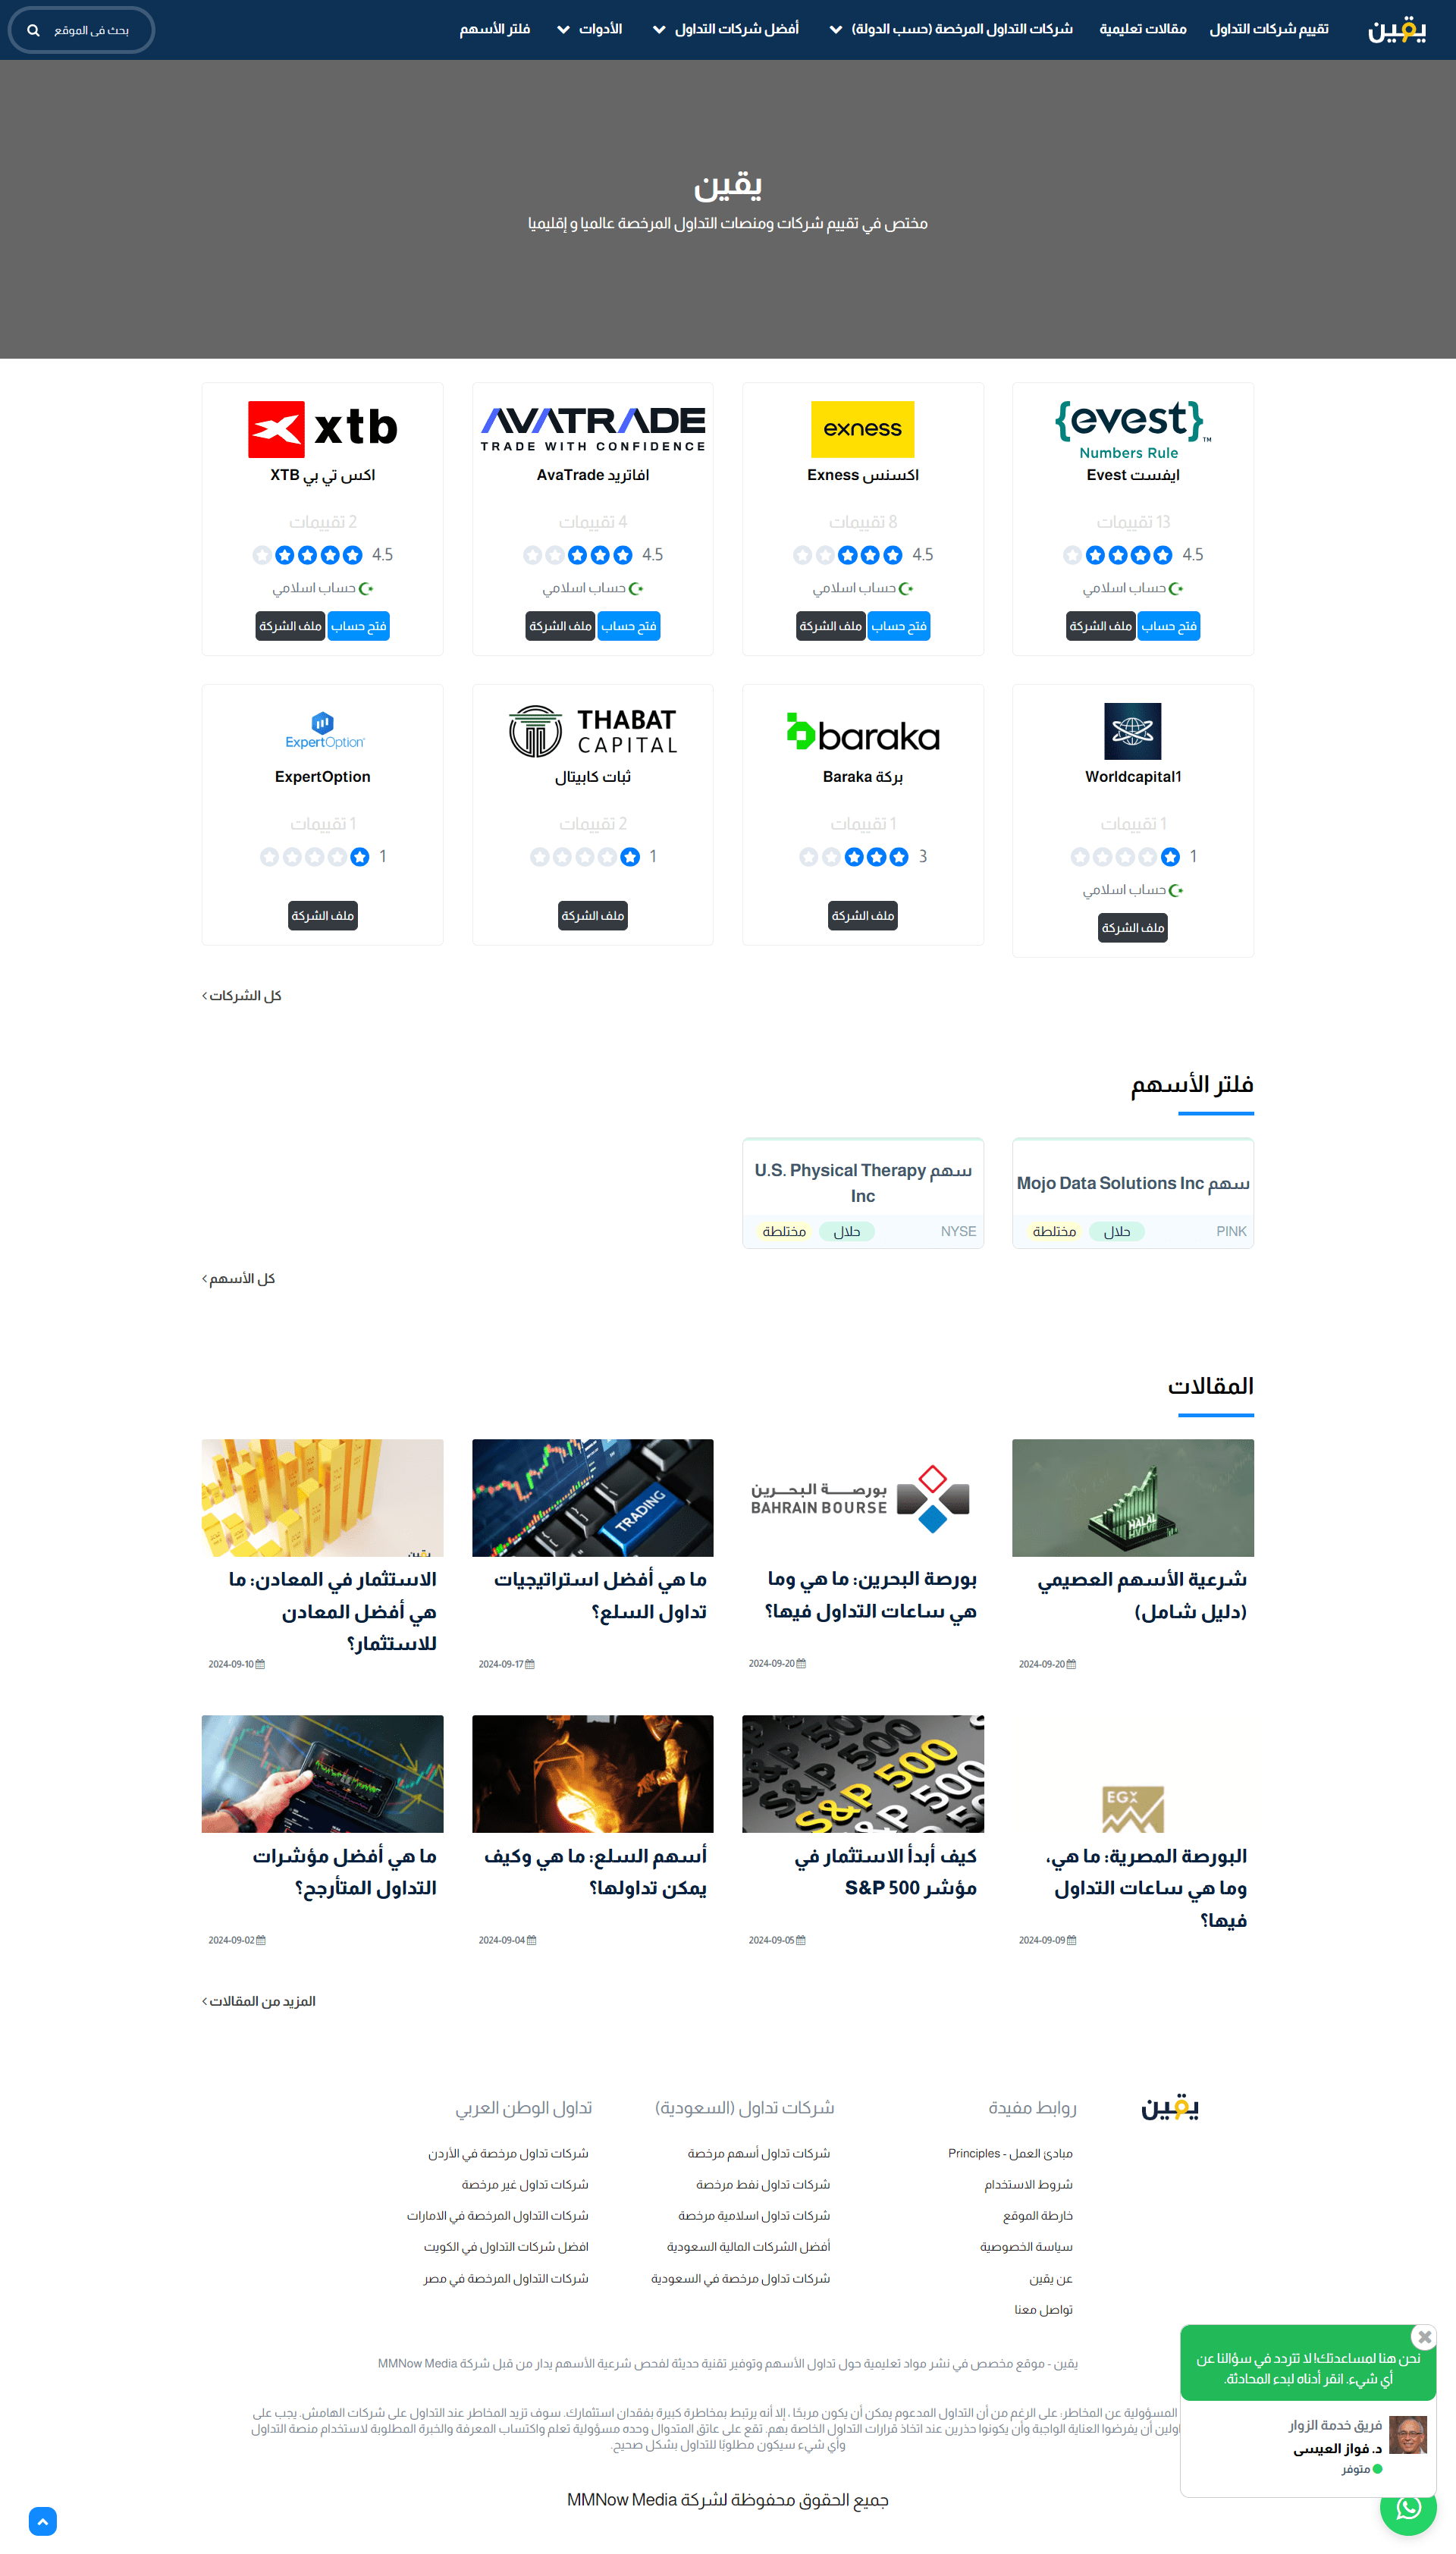 يقين
تقييم شركات التداول
مقالات تعليمية
شركات التداول المرخصة (حسب الدولة)
أفضل شركات التداول
الأدوات
فلتر الأسهم
بحث في الموقع
يقين
مختص في تقييم شركات ومنصات التداول المرخصة عالميا و إقليميا
{evest}™
Numbers Rule
ايفست Evest
13 تقييمات
4.5
حساب اسلامي
فتح حساب
ملف الشركة
exness
اكسنس Exness
8 تقييمات
4.5
حساب اسلامي
فتح حساب
ملف الشركة
AVATRADE
TRADE WITH CONFIDENCE
افاتريد AvaTrade
4 تقييمات
4.5
حساب اسلامي
فتح حساب
ملف الشركة
xtb
اكس تي بي XTB
2 تقييمات
4.5
حساب اسلامي
فتح حساب
ملف الشركة
Worldcapital1
1 تقييمات
1
حساب اسلامي
ملف الشركة
baraka
بركة Baraka
1 تقييمات
3
ملف الشركة
THABAT
CAPITAL
ثبات كابيتال
2 تقييمات
1
ملف الشركة
ExpertOption
ExpertOption
1 تقييمات
1
ملف الشركة
كل الشركات
فلتر الأسهم
سهم Mojo Data Solutions Inc
PINK
حلال
مختلطة
سهم U.S. Physical Therapy
Inc
NYSE
حلال
مختلطة
كل الأسهم
المقالات
HALAL
شرعية الأسهم العصيمي
(دليل شامل)
2024-09-20
بورصة البحرين
BAHRAIN BOURSE
بورصة البحرين: ما هي وما
هي ساعات التداول فيها؟
2024-09-20
TRADING
ما هي أفضل استراتيجيات
تداول السلع؟
2024-09-17
يقين
الاستثمار في المعادن: ما
هي أفضل المعادن
للاستثمار؟
2024-09-10
EGX
البورصة المصرية: ما هي،
وما هي ساعات التداول
فيها؟
2024-09-09
S&P 500
S&P 500
كيف أبدأ الاستثمار في
مؤشر S&P 500
2024-09-05
أسهم السلع: ما هي وكيف
يمكن تداولها؟
2024-09-04
USOIL
ما هي أفضل مؤشرات
التداول المتأرجح؟
2024-09-02
المزيد من المقالات
يقين
روابط مفيدة
مبادئ العمل - Principles
شروط الاستخدام
خارطة الموقع
سياسة الخصوصية
عن يقين
تواصل معنا
شركات تداول (السعودية)
شركات تداول أسهم مرخصة
شركات تداول نفط مرخصة
شركات تداول اسلامية مرخصة
أفضل الشركات المالية السعودية
شركات تداول مرخصة في السعودية
تداول الوطن العربي
شركات تداول مرخصة في الأردن
شركات تداول غير مرخصة
شركات التداول المرخصة في الامارات
افضل شركات التداول في الكويت
شركات التداول المرخصة في مصر
يقين - موقع مخصص في نشر مواد تعليمية حول تداول الأسهم وتوفير تقنية حديثة لفحص شرعية الأسهم يدار من قبل شركة MMNow Media
المسؤولية عن المخاطر: على الرغم من أن التداول المدعوم يمكن أن يكون مربحًا ، إلا أنه يرتبط بمخاطرة كبيرة بفقدان استثمارك. سوف تزيد المخاطر عند التداول على شركات الهامش. يجب على
أن يفرضوا العناية الواجبة وأن يكونوا حذرين عند اتخاذ قرارات التداول الخاصة بهم. تقع على عاتق المتدوال وحده مسؤولية تعلم واكتساب المعرفة والخبرة المطلوبة لاستخدام منصة التداول
وأي شيء سيكون مطلوبًا للتداول بشكل صحيح.
جميع الحقوق محفوظة لشركة MMNow Media
نحن هنا لمساعدتك! لا تتردد في سؤالنا عن
أي شيء. انقر أدناه لبدء المحادثة.
فريق خدمة الزوار
د. فواز العيسى
متوفر